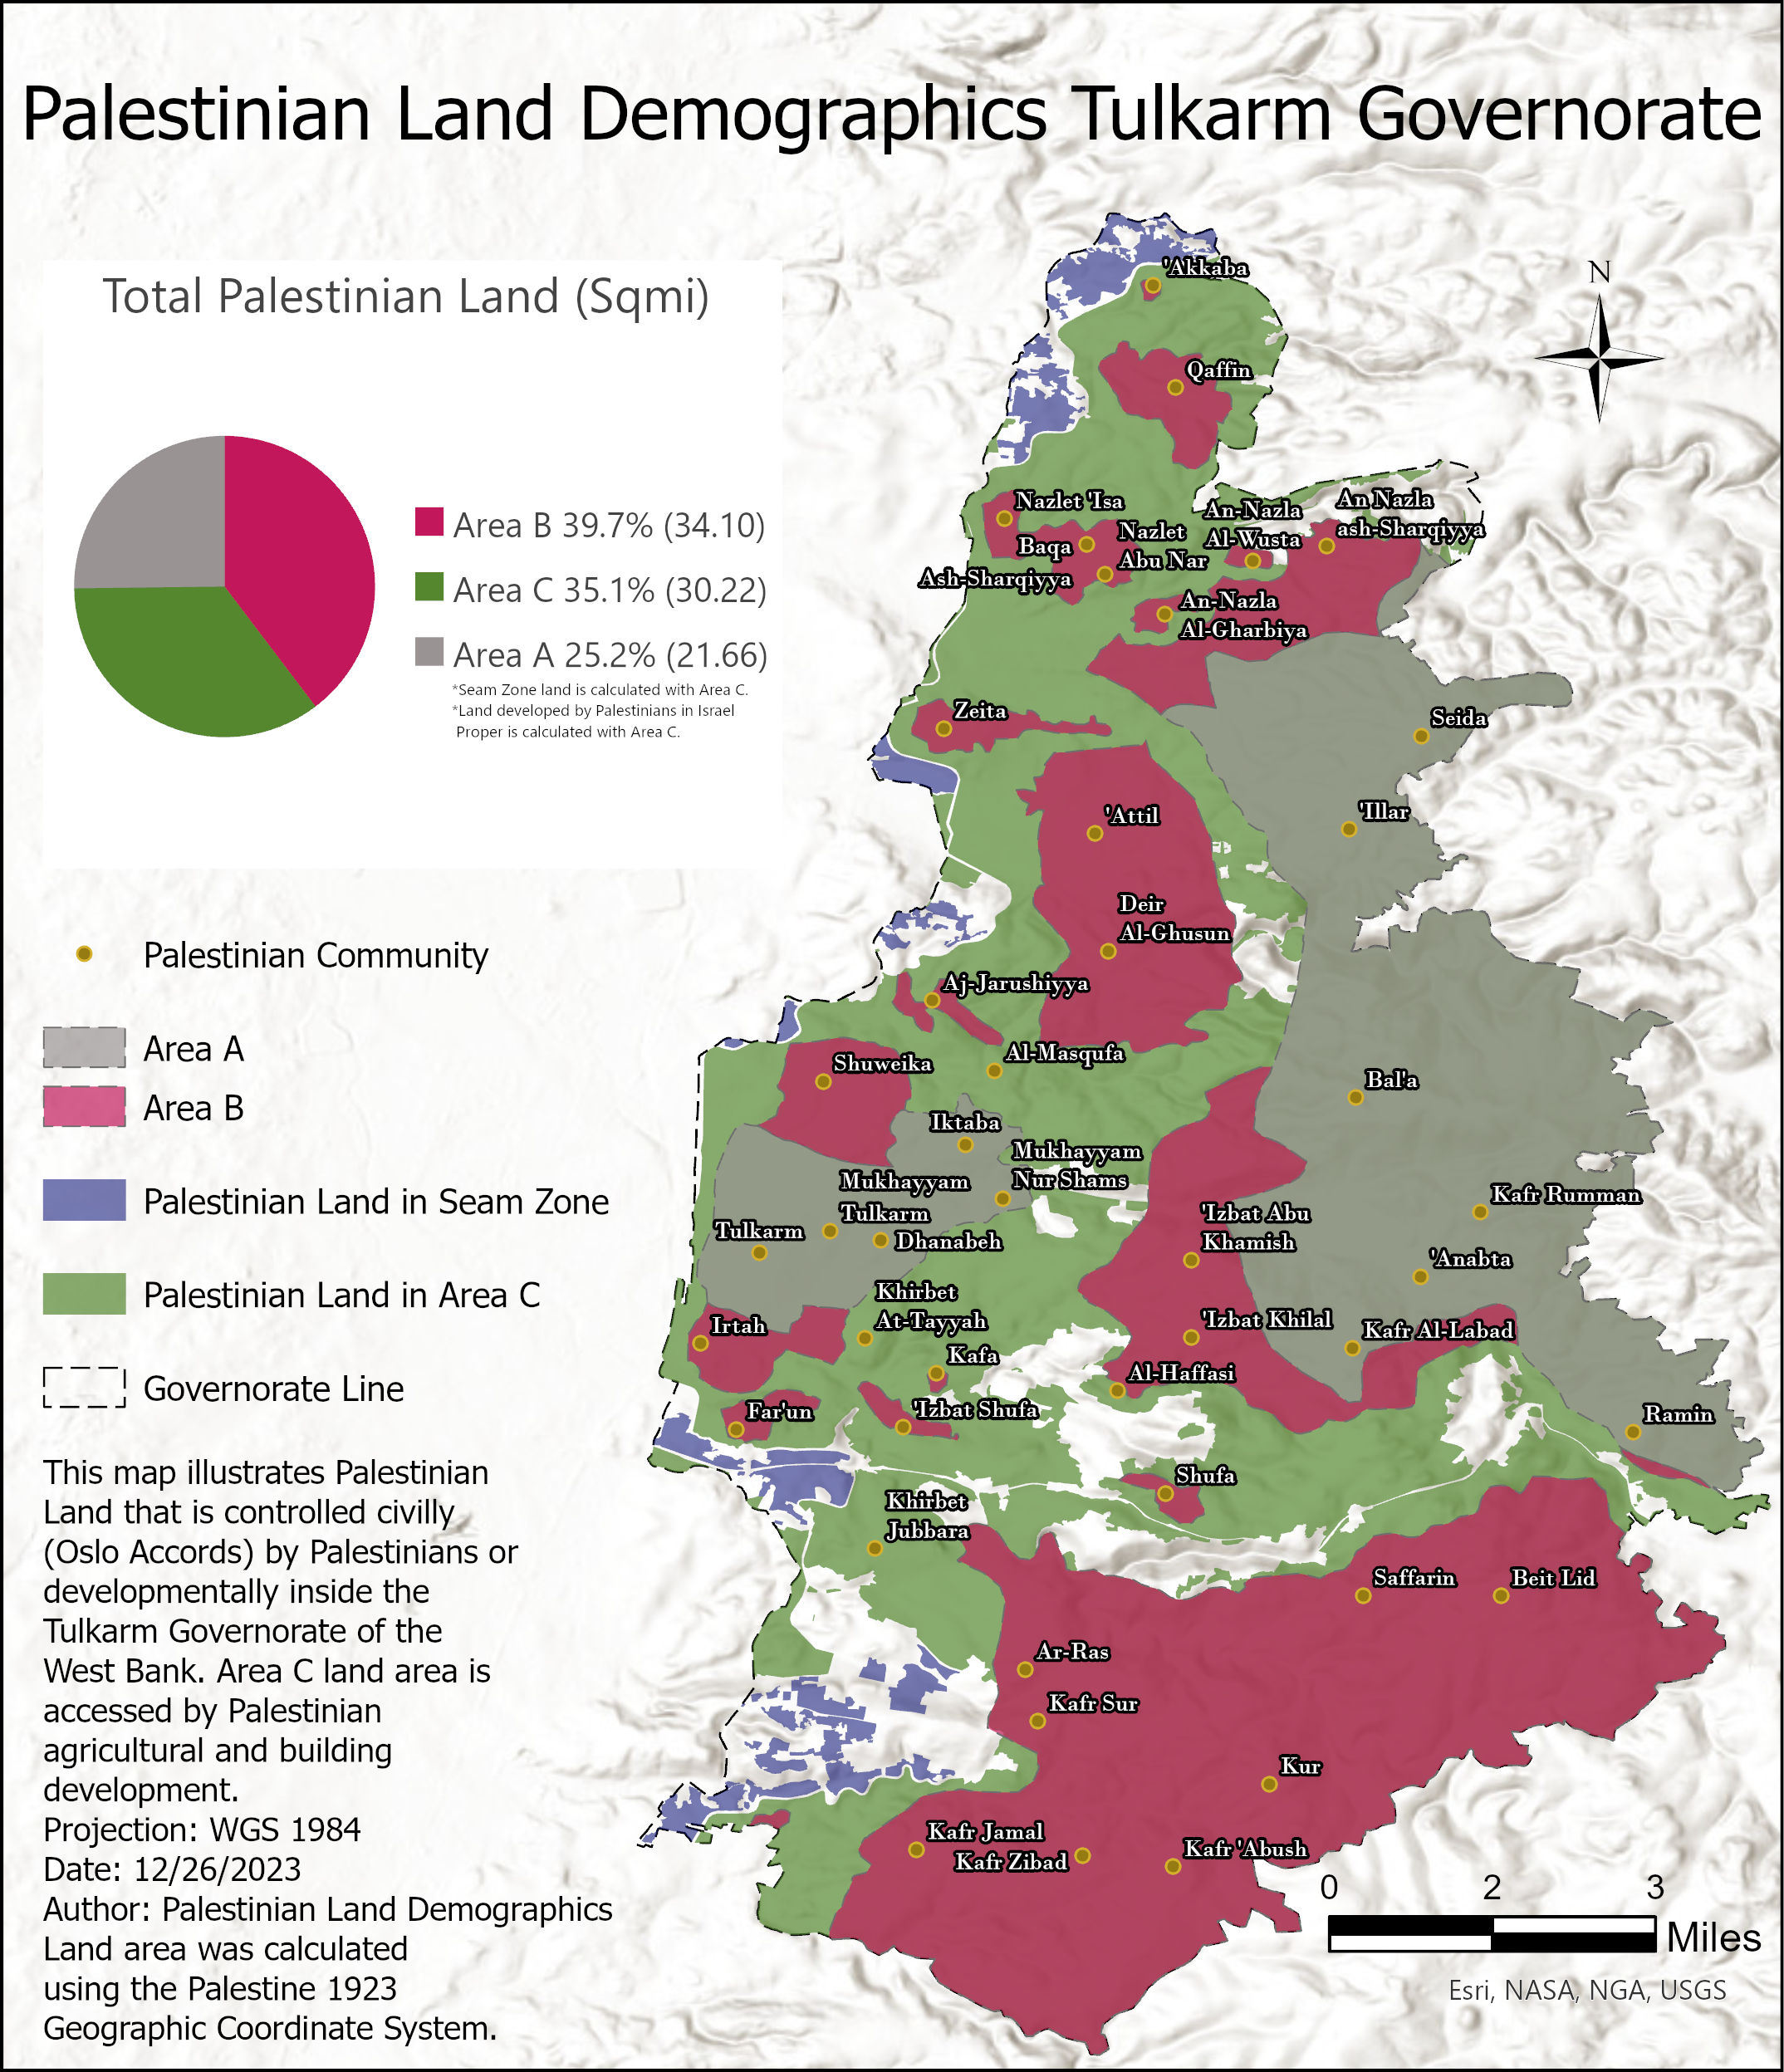 Palestinian Land Demographics Tulkarm Governorate
Total Palestinian Land (Sqmi)
Area B 39.7% (34.10)
Area C 35.1% (30.22)
Area A 25.2% (21.66)
*Seam Zone land is calculated with Area C.
*Land developed by Palestinians in Israel
Proper is calculated with Area C.
N
'Akkaba
Qaffin
Nazlet 'Isa
Baqa
Ash-Sharqiyya
Nazlet
Abu Nar
An-Nazla
Al-Wusta
An Nazla
ash-Sharqiyya
An-Nazla
Al-Gharbiya
Zeita
Seida
'Attil
'Illar
Deir
Al-Ghusun
Aj-Jarushiyya
Al-Masqufa
Shuweika
Bal'a
Iktaba
Mukhayyam
Nur Shams
Mukhayyam
Tulkarm
Tulkarm
Dhanabeh
Kafr Rumman
'Izbat Abu
Khamish
'Anabta
Khirbet
At-Tayyah
Irtah
'Izbat Khilal
Kafr Al-Labad
Kafa
Al-Haffasi
Far'un
'Izbat Shufa
Ramin
Shufa
Khirbet
Jubbara
Saffarin
Beit Lid
Ar-Ras
Kafr Sur
Kur
Kafr Jamal
Kafr Zibad
Kafr 'Abush
Palestinian Community
Area A
Area B
Palestinian Land in Seam Zone
Palestinian Land in Area C
Governorate Line
This map illustrates Palestinian
Land that is controlled civilly
(Oslo Accords) by Palestinians or
developmentally inside the
Tulkarm Governorate of the
West Bank. Area C land area is
accessed by Palestinian
agricultural and building
development.
Projection: WGS 1984
Date: 12/26/2023
Author: Palestinian Land Demographics
Land area was calculated
using the Palestine 1923
Geographic Coordinate System.
0 2 3
Miles
Esri, NASA, NGA, USGS